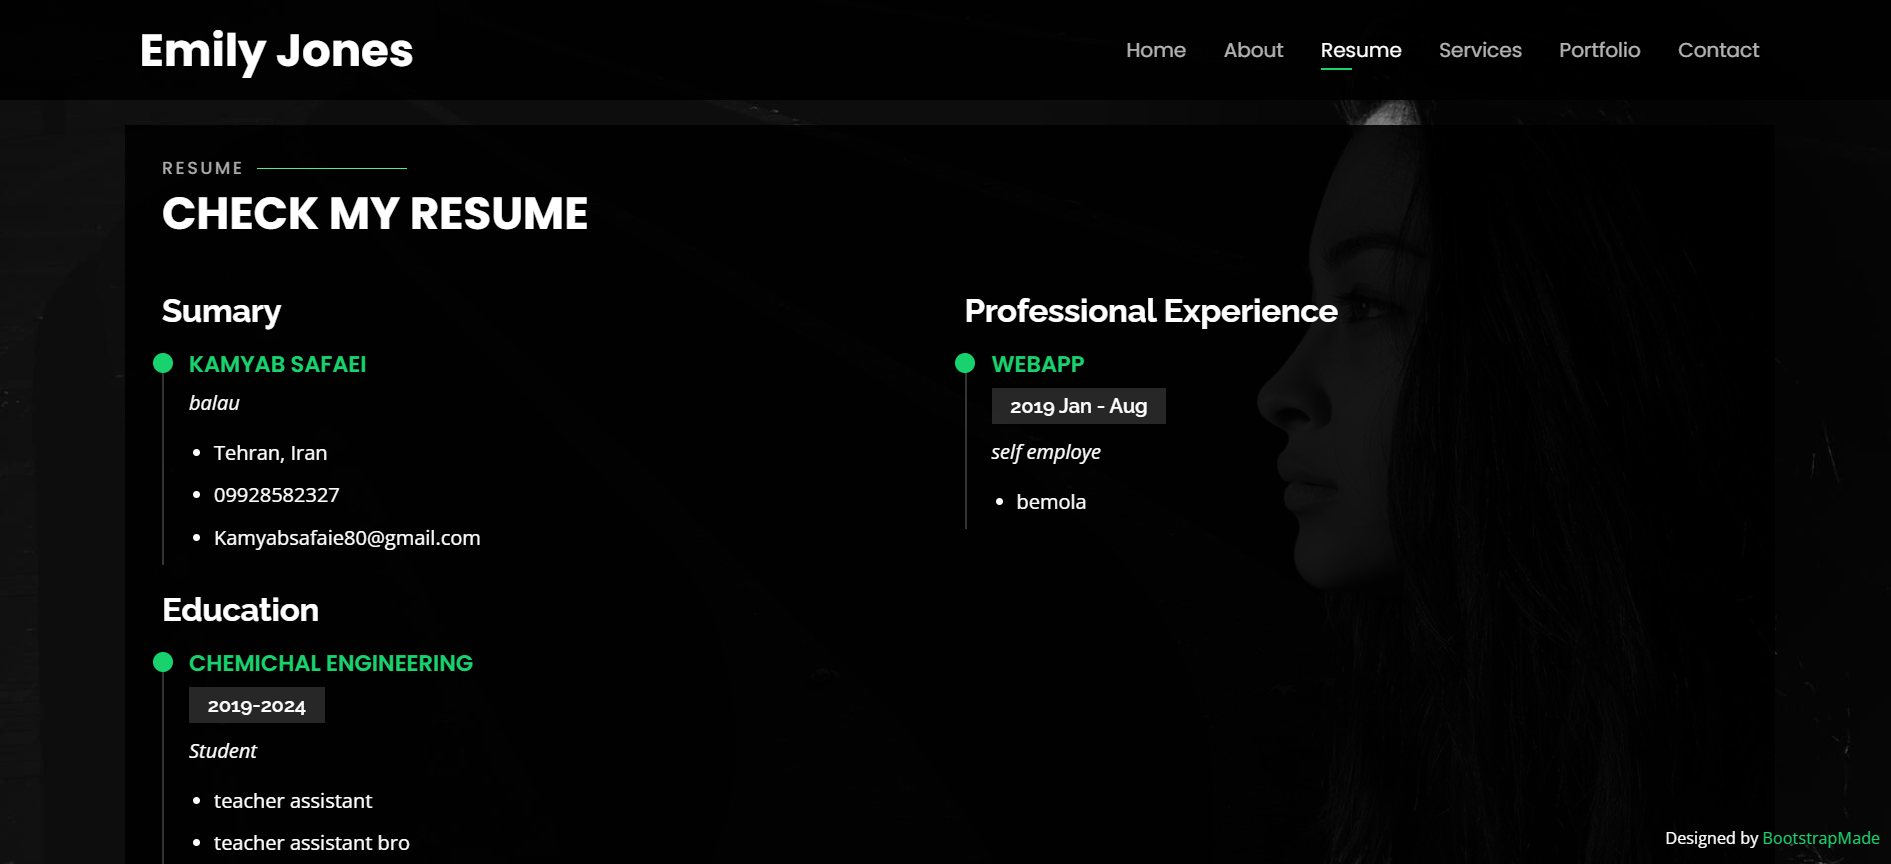 Emily Jones
Home About Resume Services Portfolio Contact
RESUME
CHECK MY RESUME
Sumary
KAMYAB SAFAEI
balau
Tehran, Iran
09928582327
Kamyabsafaie80@gmail.com
Education
CHEMICHAL ENGINEERING
2019-2024
Student
teacher assistant
teacher assistant bro
Professional Experience
WEBAPP
2019 Jan - Aug
self employe
bemola
Designed by BootstrapMade